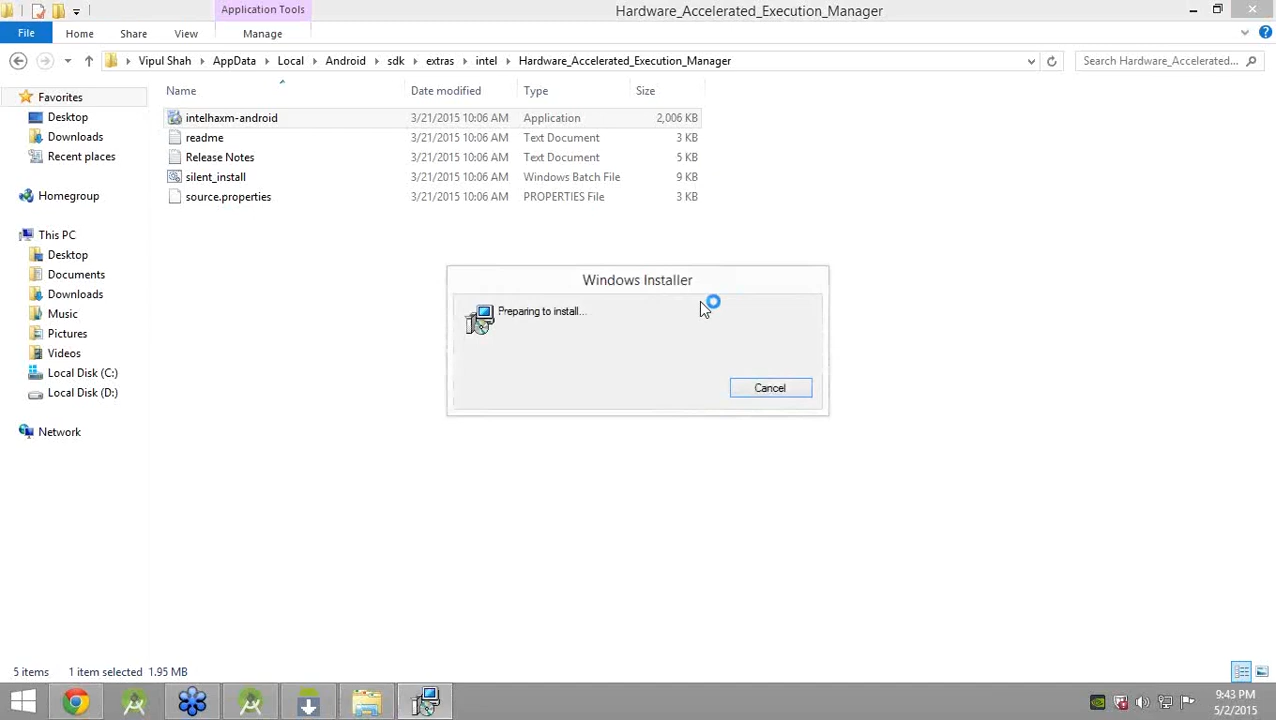 Application Tools
Hardware_Accelerated_Execution_Manager
File Home Share View Manage
Vipul Shah AppData Local Android sdk extras intel Hardware_Accelerated_Execution_Manager Search Hardware_Accelerated...
Name Date modified Type Size
Favorites
Desktop
Downloads
Recent places
Homegroup
This PC
Desktop
Documents
Downloads
Music
Pictures
Videos
Local Disk (C:)
Local Disk (D:)
Network
intelhaxm-android 3/21/2015 10:06 AM Application 2,006 KB
readme 3/21/2015 10:06 AM Text Document 3 KB
Release Notes 3/21/2015 10:06 AM Text Document 5 KB
silent_install 3/21/2015 10:06 AM Windows Batch File 9 KB
source.properties 3/21/2015 10:06 AM PROPERTIES File 3 KB
Windows Installer
Preparing to install...
Cancel
5 items 1 item selected 1.95 MB
9:43 PM
5/2/2015